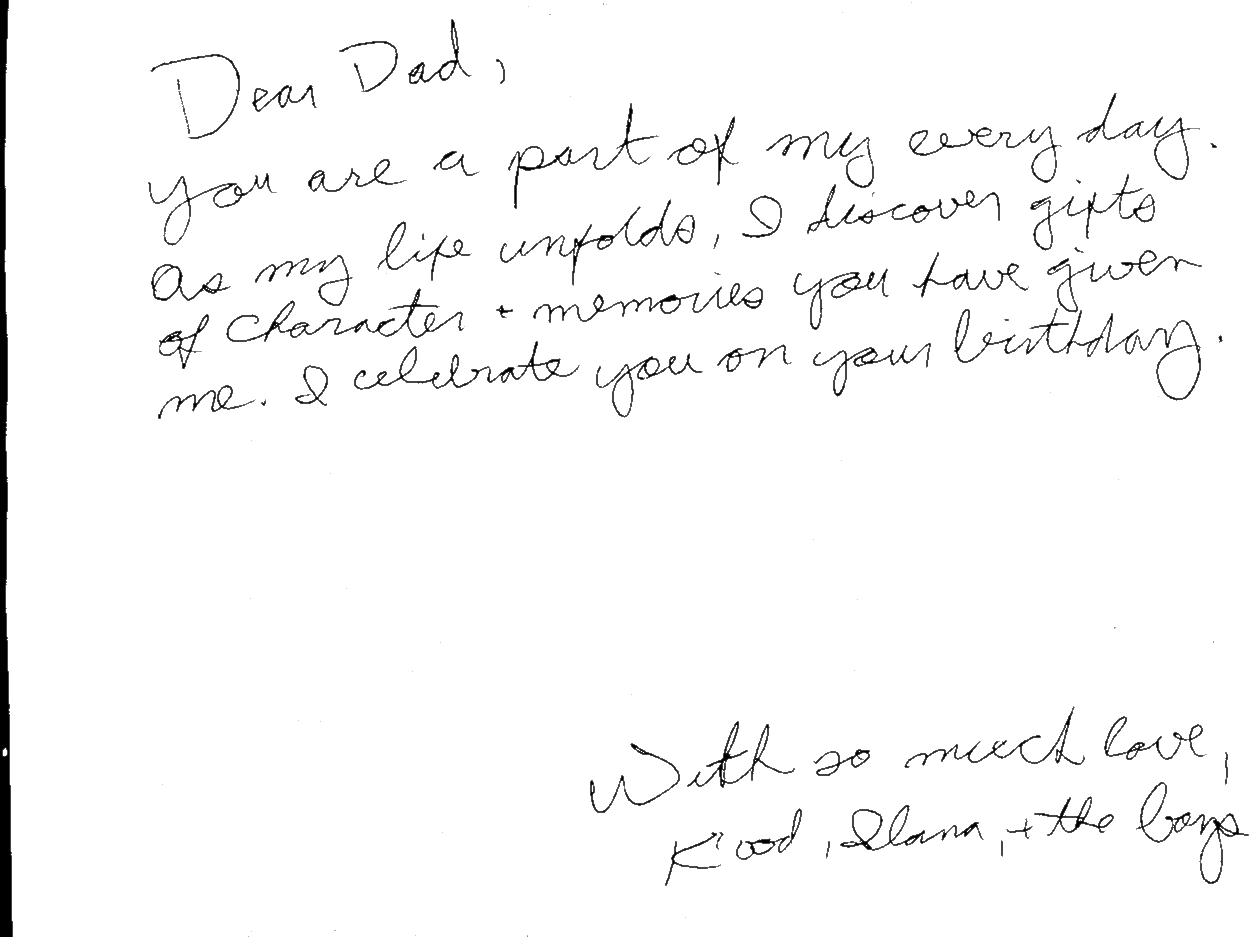 Dear Dad,
you are a part of my every day.
As my life unfolds, I discover gifts
of character + memories you have given
me. I celebrate you on your birthday.
With so much love,
Ilana, + the boys